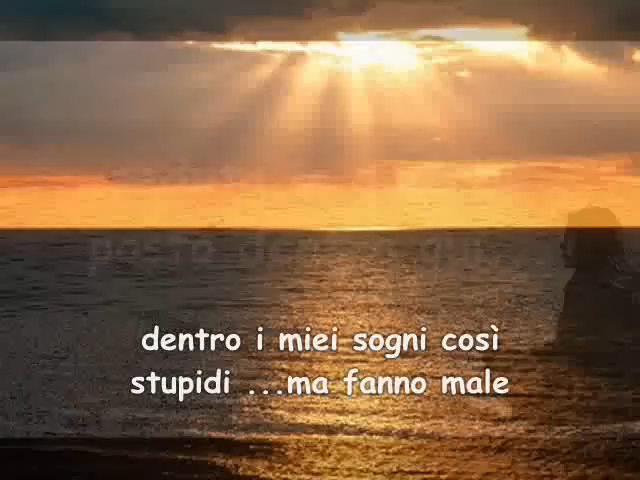 dentro i miei sogni così
stupidi ...ma fanno male